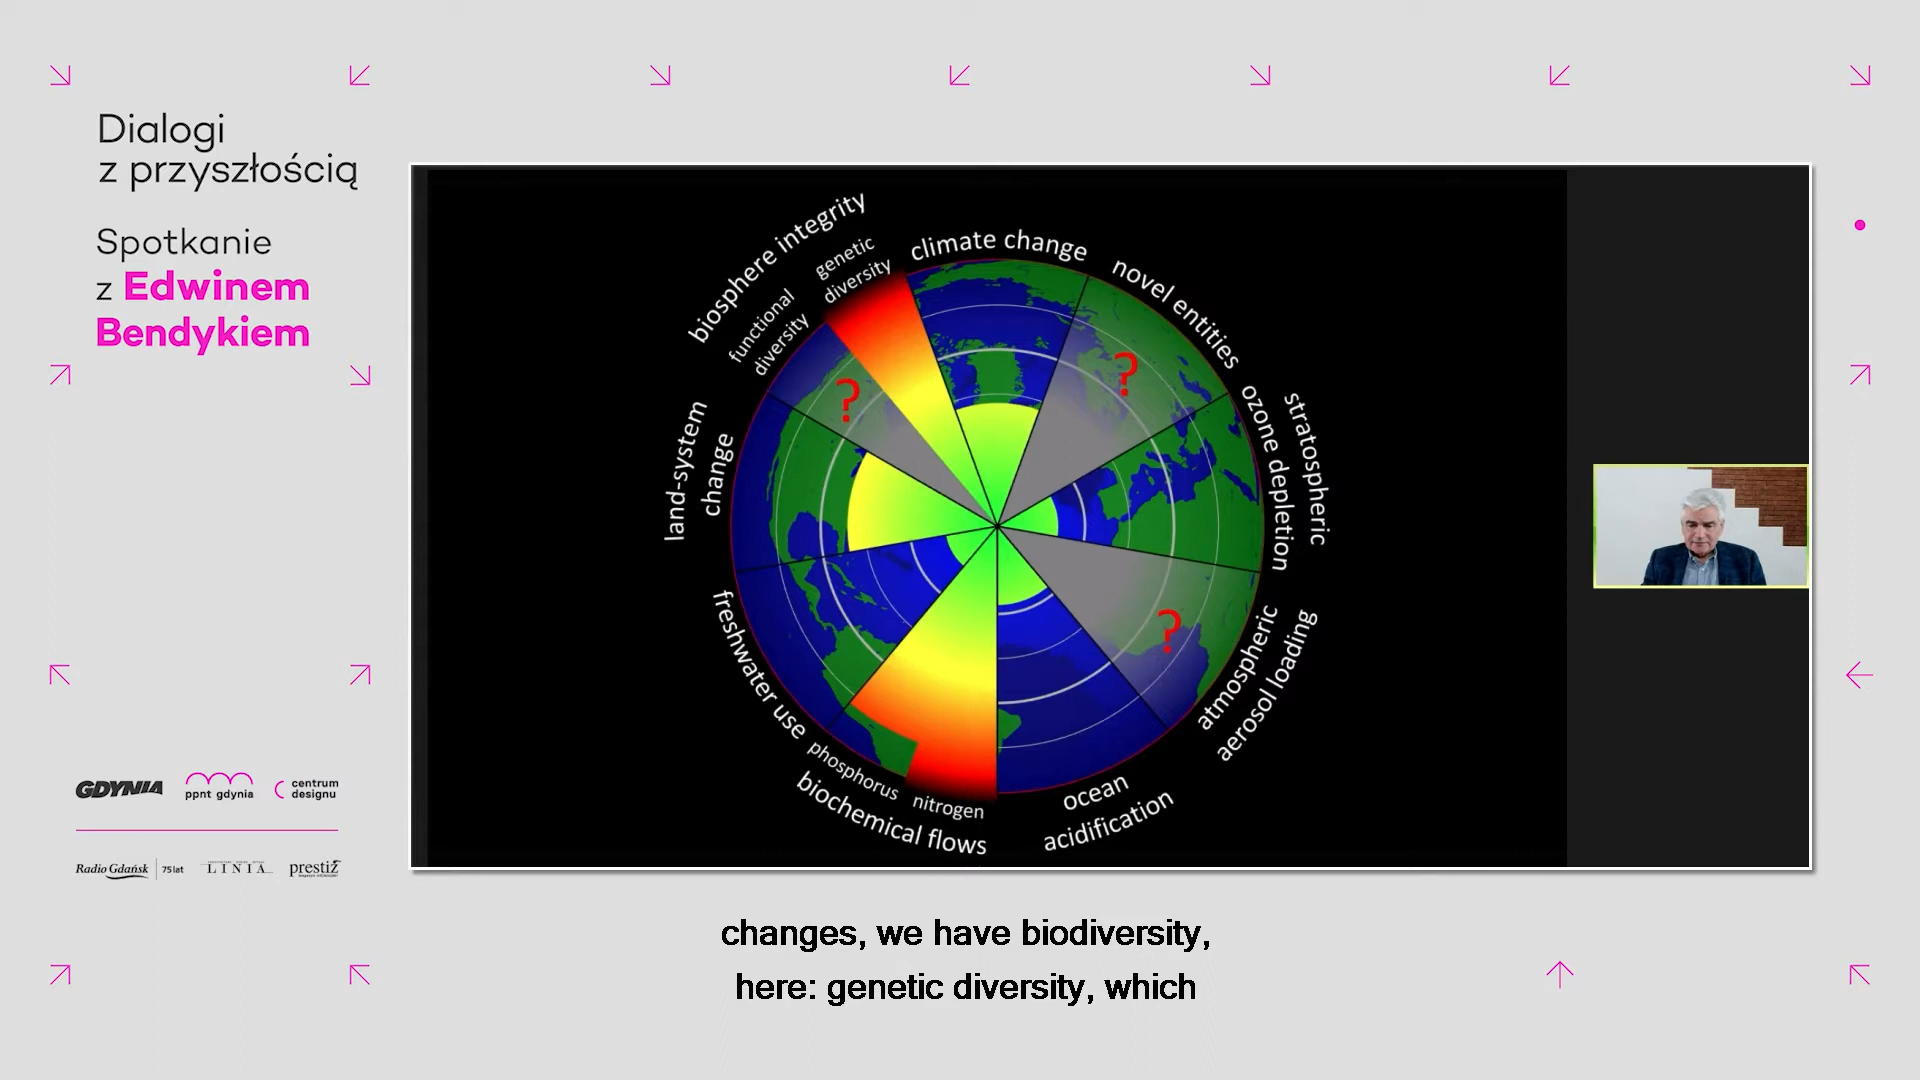 Dialogi
z przyszłością
Spotkanie
z Edwinem
Bendykiem
biosphere integrity
genetic
diversity
functional
diversity
climate change
novel entities
stratospheric
ozone depletion
land-system
change
?
?
?
freshwater use
phosphorus
nitrogen
biochemical flows
ocean
acidification
atmospheric
aerosol loading
GDYNIA
ppnt gdynia
centrum
designu
Radio Gdańsk
75 lat
LINIA
prestiż
changes, we have biodiversity,
here: genetic diversity, which